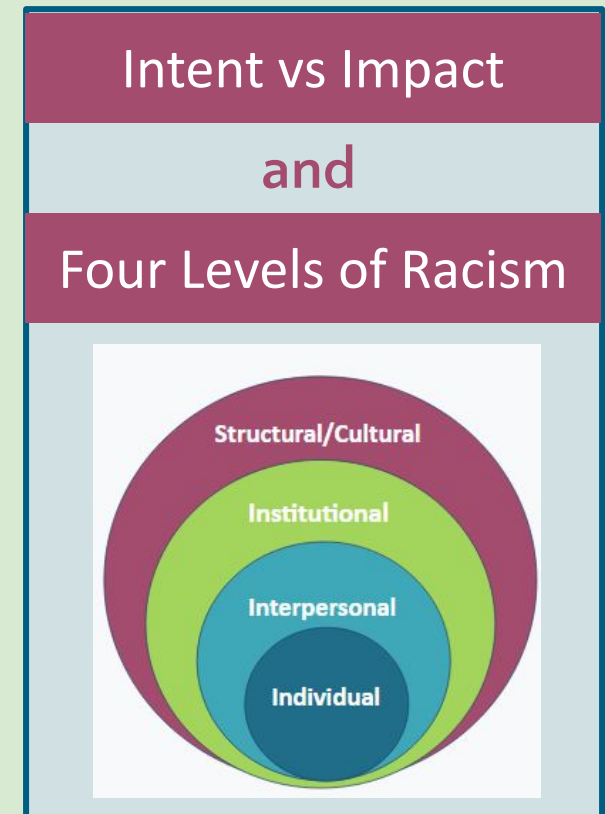 Intent vs Impact
and
Four Levels of Racism
Structural/Cultural
Institutional
Interpersonal
Individual